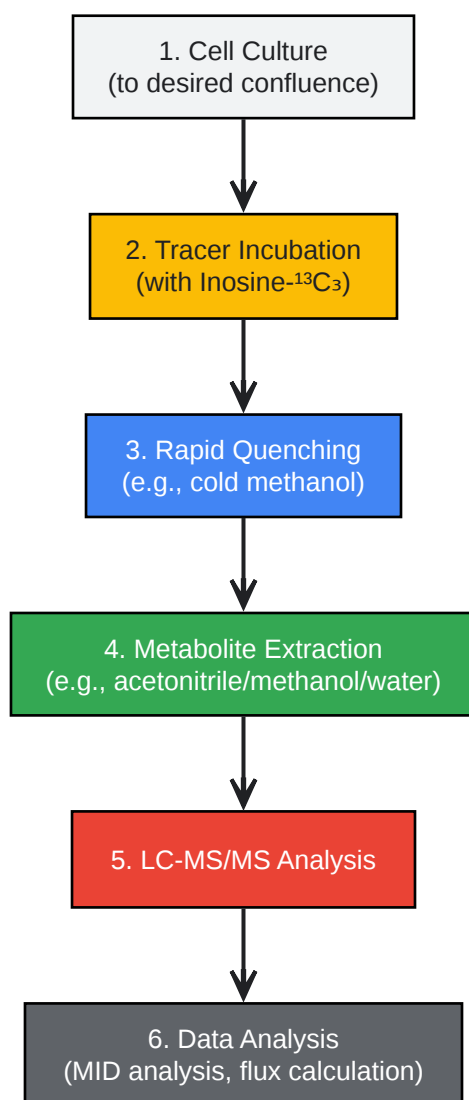 1. Cell Culture
(to desired confluence)
2. Tracer Incubation
(with Inosine-¹³C₃)
3. Rapid Quenching
(e.g., cold methanol)
4. Metabolite Extraction
(e.g., acetonitrile/methanol/water)
5. LC-MS/MS Analysis
6. Data Analysis
(MID analysis, flux calculation)